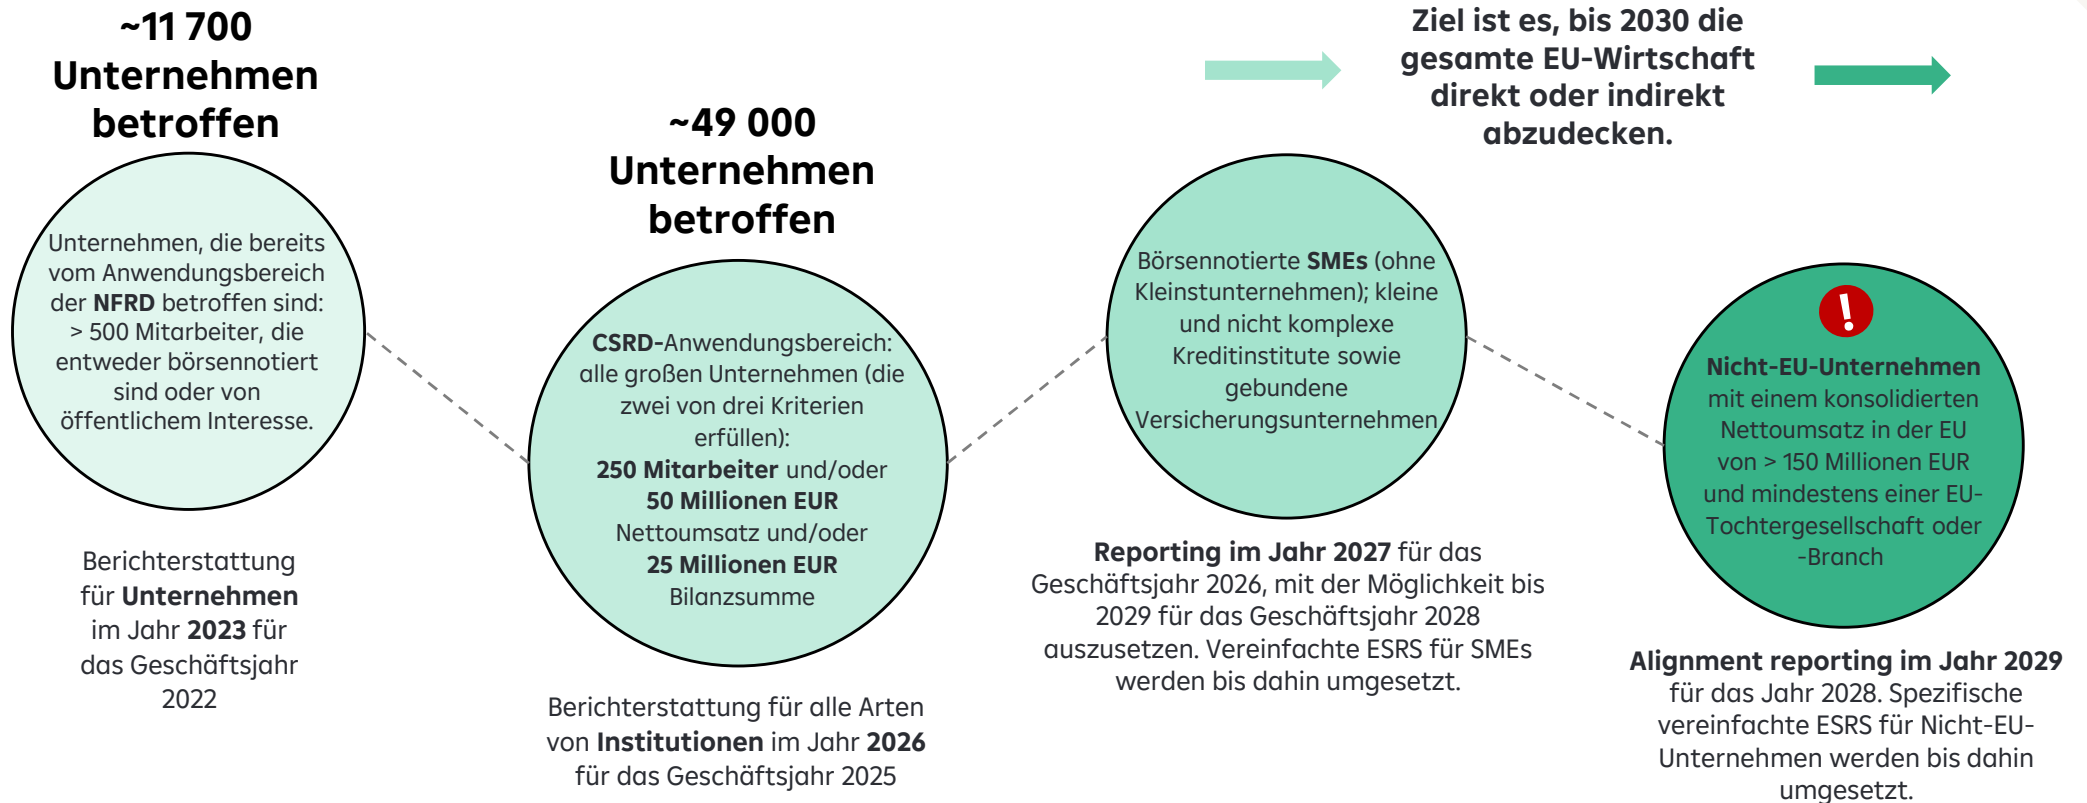 ~11 700
Unternehmen
betroffen
Unternehmen, die bereits
vom Anwendungsbereich
der NFRD betroffen sind:
> 500 Mitarbeiter, die
entweder börsennotiert
sind oder von
öffentlichem Interesse.
Berichterstattung
für Unternehmen
im Jahr 2023 für
das Geschäftsjahr
2022
~49 000
Unternehmen
betroffen
CSRD-Anwendungsbereich:
alle großen Unternehmen (die
zwei von drei Kriterien
erfüllen):
250 Mitarbeiter und/oder
50 Millionen EUR
Nettoumsatz und/oder
25 Millionen EUR
Bilanzsumme
Berichterstattung für alle Arten
von Institutionen im Jahr 2026
für das Geschäftsjahr 2025
Ziel ist es, bis 2030 die
gesamte EU-Wirtschaft
direkt oder indirekt
abzudecken.
Börsennotierte SMEs (ohne
Kleinstunternehmen); kleine
und nicht komplexe
Kreditinstitute sowie
gebundene
Versicherungsunternehmen
Reporting im Jahr 2027 für das
Geschäftsjahr 2026, mit der Möglichkeit bis
2029 für das Geschäftsjahr 2028
auszusetzen. Vereinfachte ESRS für SMEs
werden bis dahin umgesetzt.
!
Nicht-EU-Unternehmen
mit einem konsolidierten
Nettoumsatz in der EU
von > 150 Millionen EUR
und mindestens einer EU-
Tochtergesellschaft oder
-Branch
Alignment reporting im Jahr 2029
für das Jahr 2028. Spezifische
vereinfachte ESRS für Nicht-EU-
Unternehmen werden bis dahin
umgesetzt.